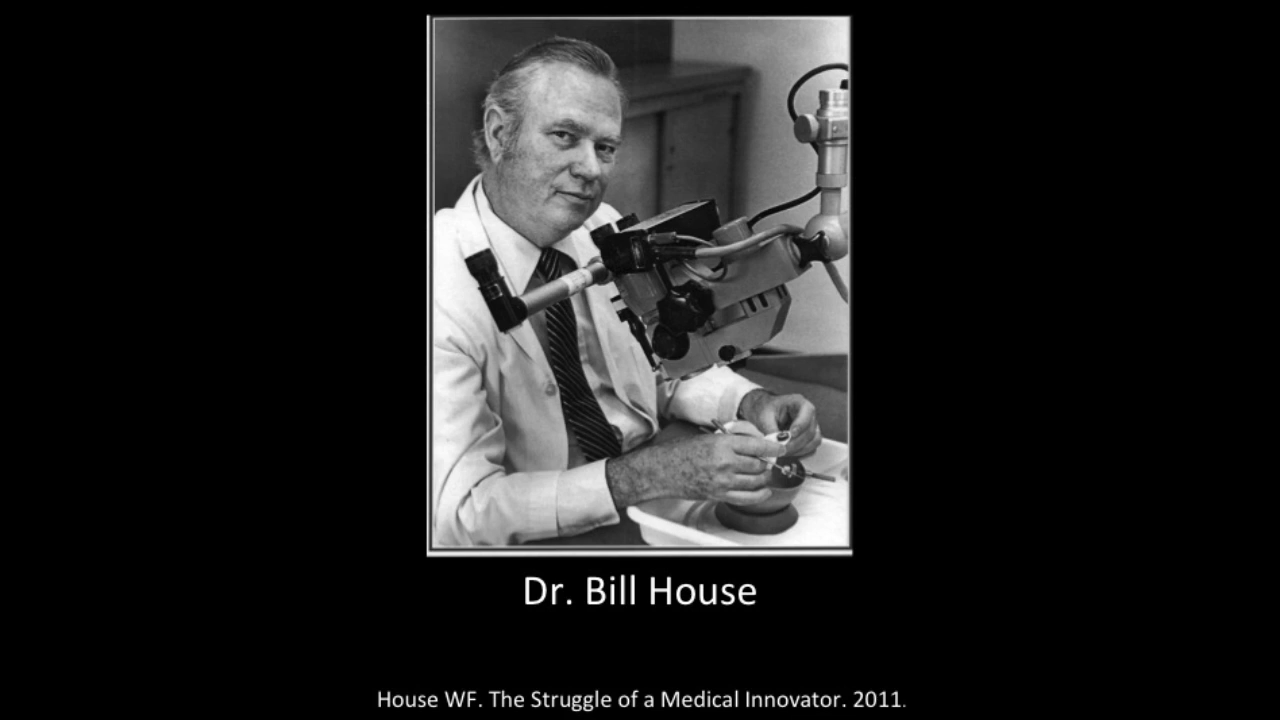 Dr. Bill House
House WF. The Struggle of a Medical Innovator. 2011.